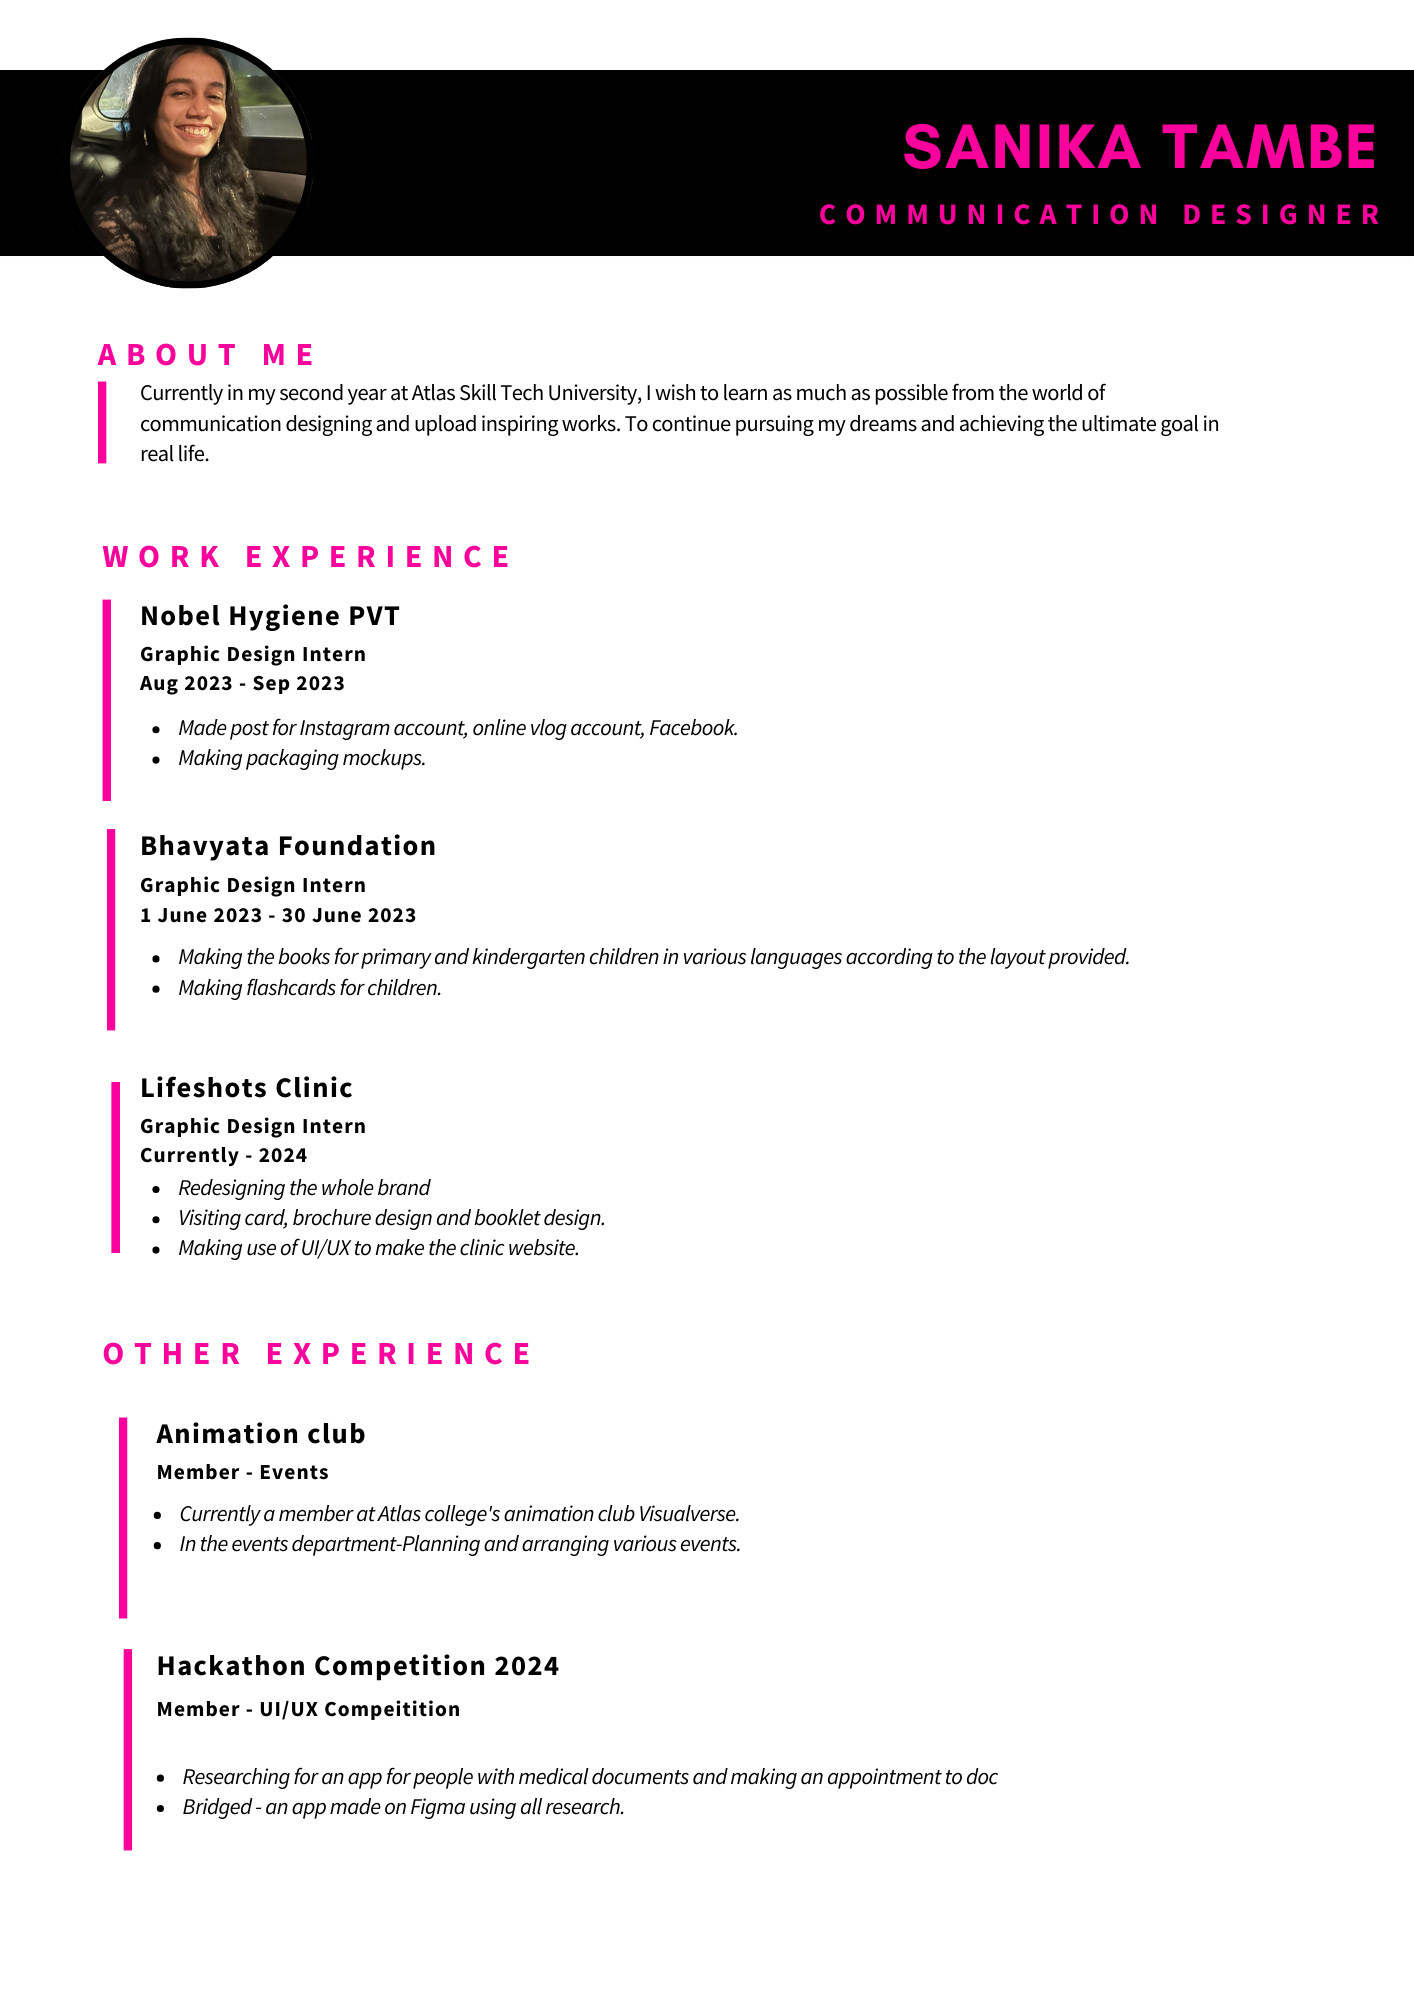 SANIKA TAMBE
COMMUNICATION DESIGNER
ABOUT ME
Currently in my second year at Atlas Skill Tech University, I wish to learn as much as possible from the world of
communication designing and upload inspiring works. To continue pursuing my dreams and achieving the ultimate goal in
real life.
WORK EXPERIENCE
Nobel Hygiene PVT
Graphic Design Intern
Aug 2023 - Sep 2023
• Made post for Instagram account, online vlog account, Facebook.
• Making packaging mockups.
Bhavyata Foundation
Graphic Design Intern
1 June 2023 - 30 June 2023
• Making the books for primary and kindergarten children in various languages according to the layout provided.
• Making flashcards for children.
Lifeshots Clinic
Graphic Design Intern
Currently - 2024
• Redesigning the whole brand
• Visiting card, brochure design and booklet design.
• Making use of UI/UX to make the clinic website.
OTHER EXPERIENCE
Animation club
Member - Events
• Currently a member at Atlas college's animation club Visualverse.
• In the events department-Planning and arranging various events.
Hackathon Competition 2024
Member - UI/UX Compeitition
• Researching for an app for people with medical documents and making an appointment to doc
• Bridged - an app made on Figma using all research.